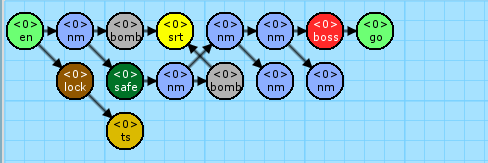 <0> <0> <0> <0> <0> <0> <0> <0>
en nm bomb srt nm nm boss go
<0> <0> <0> <0> <0> <0>
lock safe nm bomb nm nm
<0>
ts